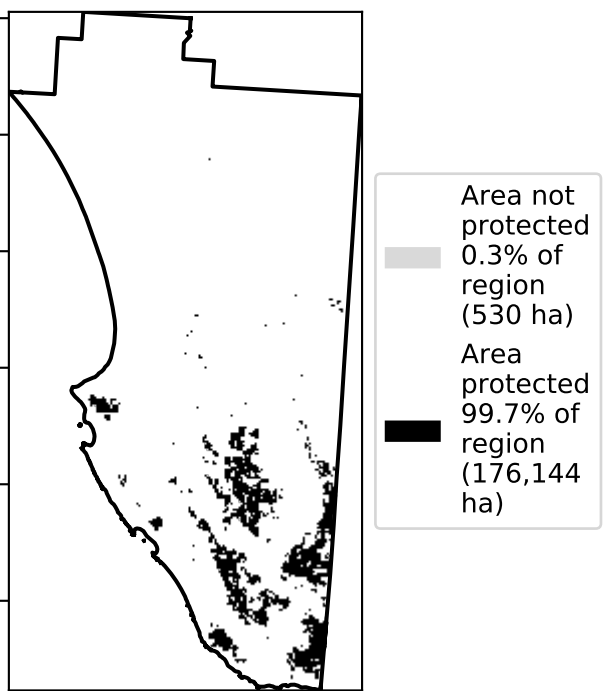 Area not
protected
0.3% of
region
(530 ha)
Area
protected
99.7% of
region
(176,144
ha)